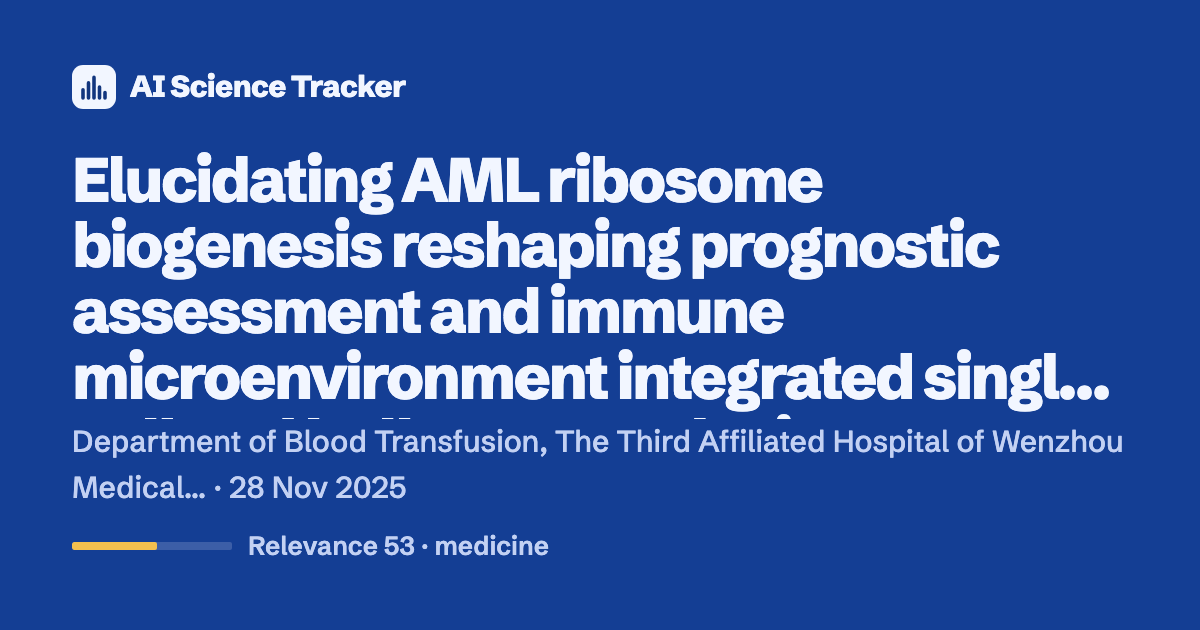 AI Science Tracker
Elucidating AML ribosome
biogenesis reshaping prognostic
assessment and immune
microenvironment integrated singl...
Department of Blood Transfusion, The Third Affiliated Hospital of Wenzhou
Medical... · 28 Nov 2025
Relevance 53 · medicine